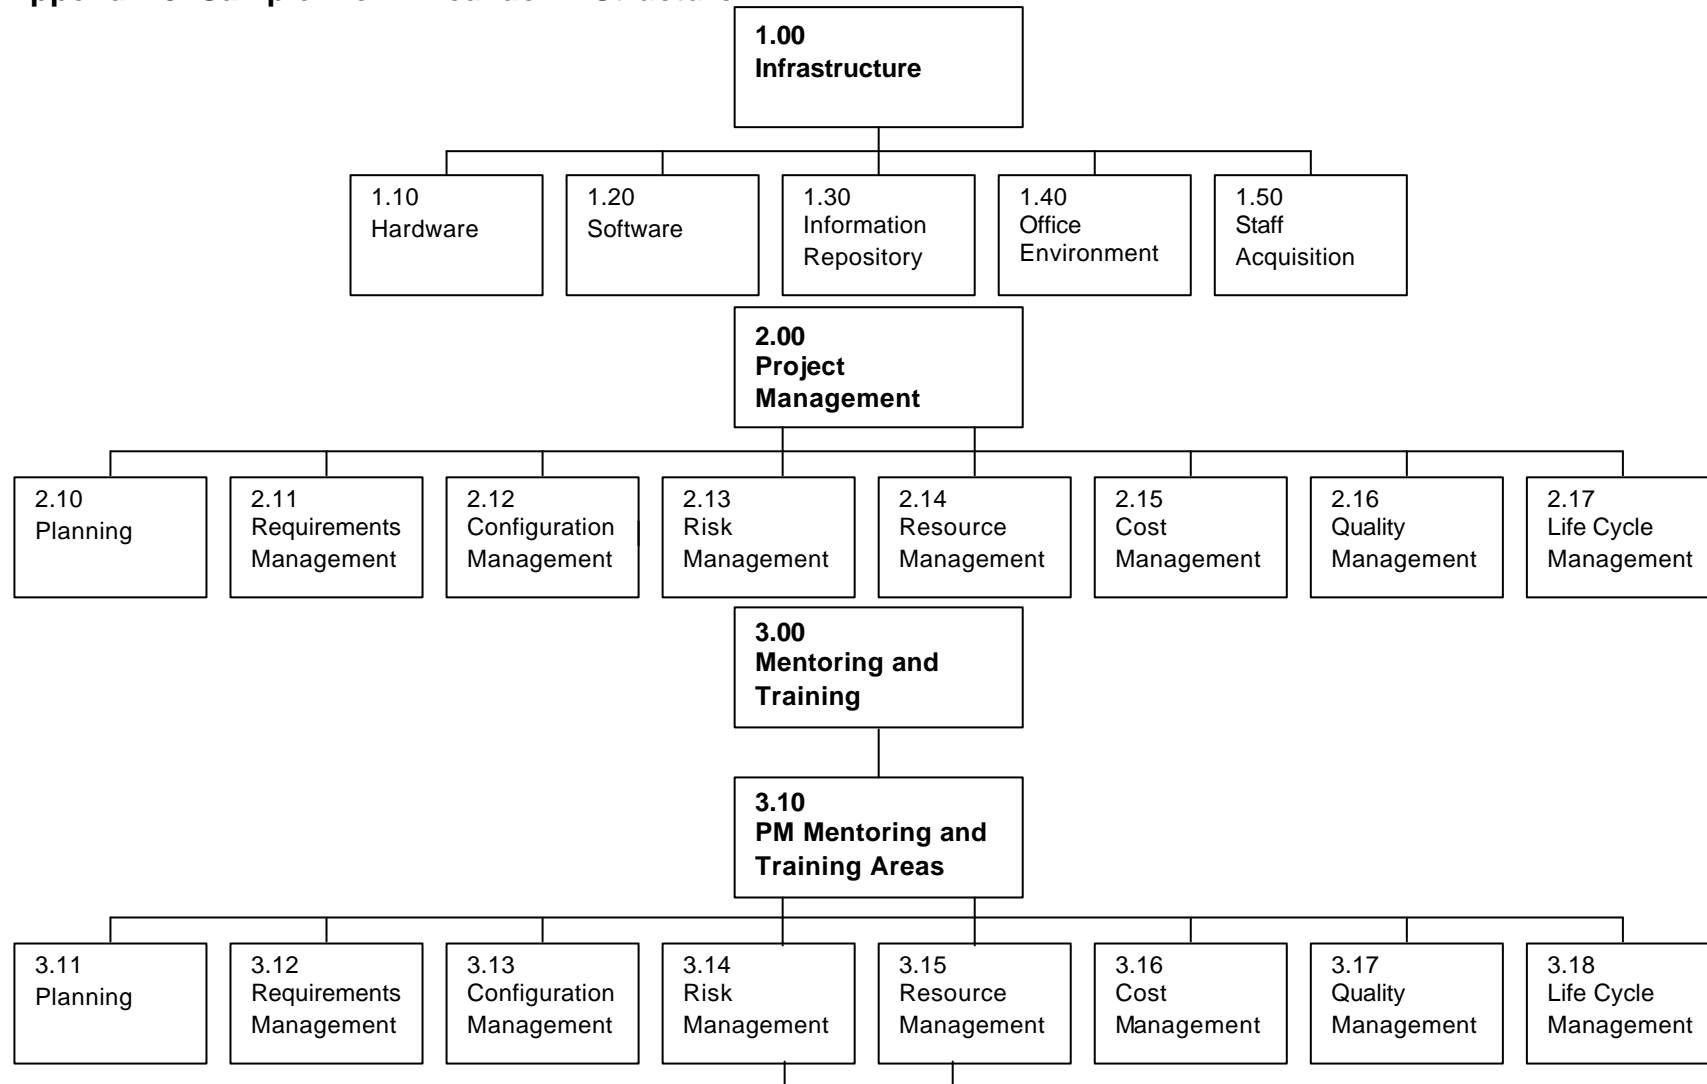 1.00
Infrastructure
1.10
Hardware
1.20
Software
1.30
Information
Repository
1.40
Office
Environment
1.50
Staff
Acquisition
2.00
Project
Management
2.10
Planning
2.11
Requirements
Management
2.12
Configuration
Management
2.13
Risk
Management
2.14
Resource
Management
2.15
Cost
Management
2.16
Quality
Management
2.17
Life Cycle
Management
3.00
Mentoring and
Training
3.10
PM Mentoring and
Training Areas
3.11
Planning
3.12
Requirements
Management
3.13
Configuration
Management
3.14
Risk
Management
3.15
Resource
Management
3.16
Cost
Management
3.17
Quality
Management
3.18
Life Cycle
Management